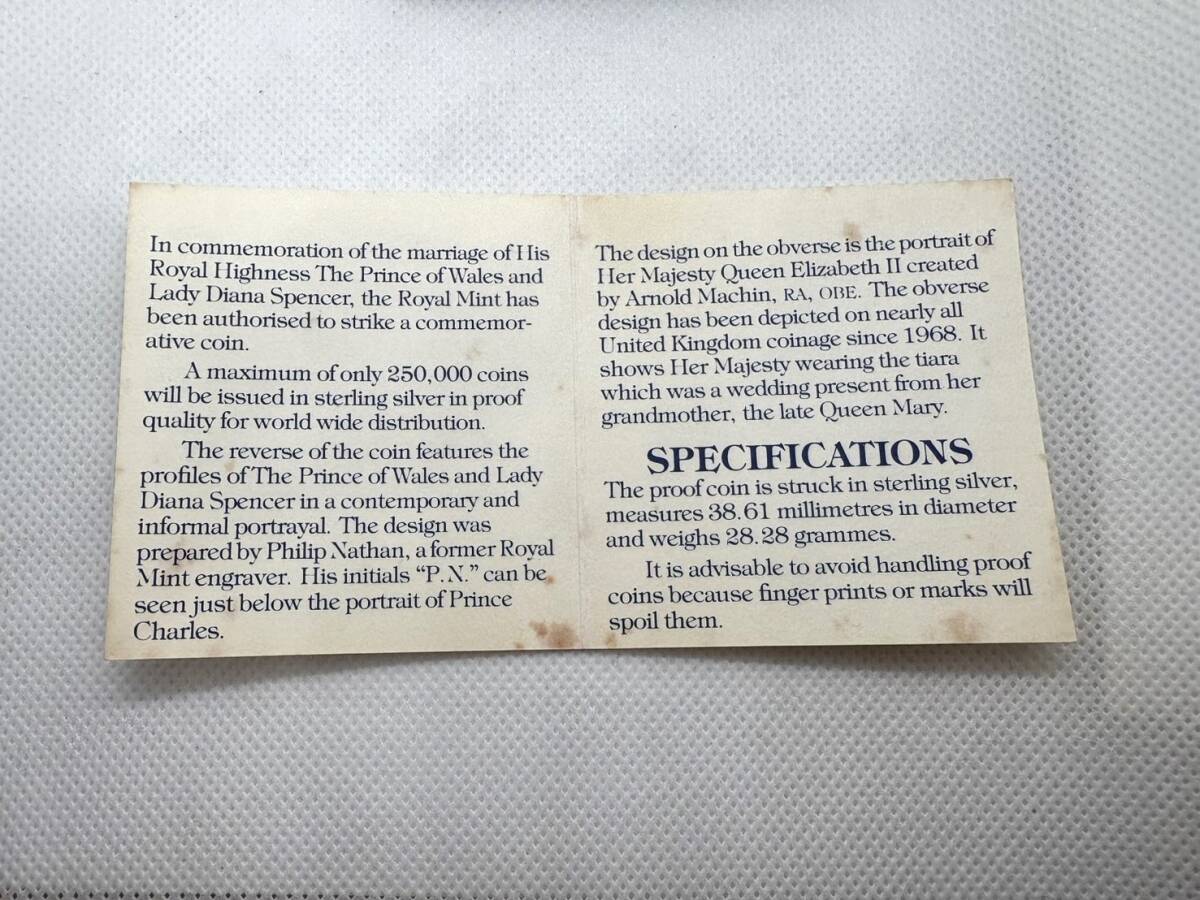 In commemoration of the marriage of His
Royal Highness The Prince of Wales and
Lady Diana Spencer, the Royal Mint has
been authorised to strike a commemor-
ative coin.
A maximum of only 250,000 coins
will be issued in sterling silver in proof
quality for world wide distribution.
The reverse of the coin features the
profiles of The Prince of Wales and Lady
Diana Spencer in a contemporary and
informal portrayal. The design was
prepared by Philip Nathan, a former Royal
Mint engraver. His initials “P.N.” can be
seen just below the portrait of Prince
Charles.
The design on the obverse is the portrait of
Her Majesty Queen Elizabeth II created
by Arnold Machin, RA, OBE. The obverse
design has been depicted on nearly all
United Kingdom coinage since 1968. It
shows Her Majesty wearing the tiara
which was a wedding present from her
grandmother, the late Queen Mary.
SPECIFICATIONS
The proof coin is struck in sterling silver,
measures 38.61 millimetres in diameter
and weighs 28.28 grammes.
It is advisable to avoid handling proof
coins because finger prints or marks will
spoil them.